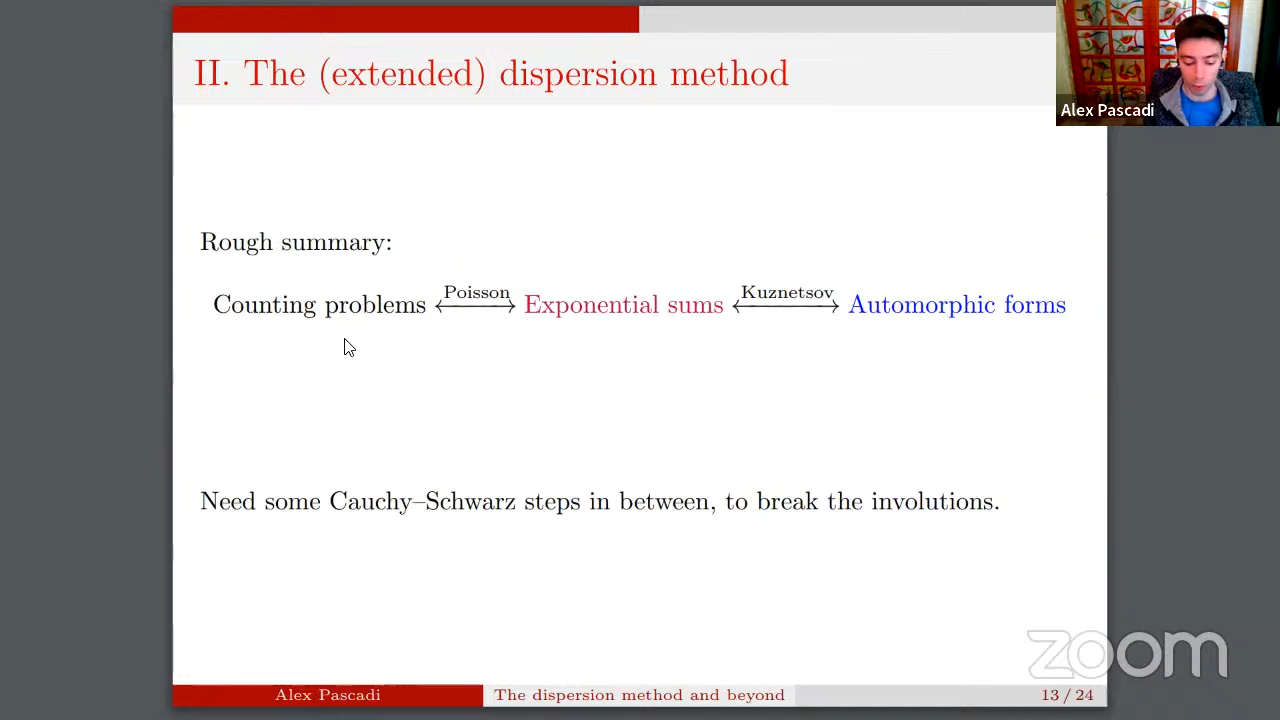 II. The (extended) dispersion method
Alex Pascadi
Rough summary:
Counting problems ⟷ Poisson Exponential sums ⟷ Kuznetsov Automorphic forms
Need some Cauchy–Schwarz steps in between, to break the involutions.
zoom
Alex Pascadi The dispersion method and beyond 13 / 24